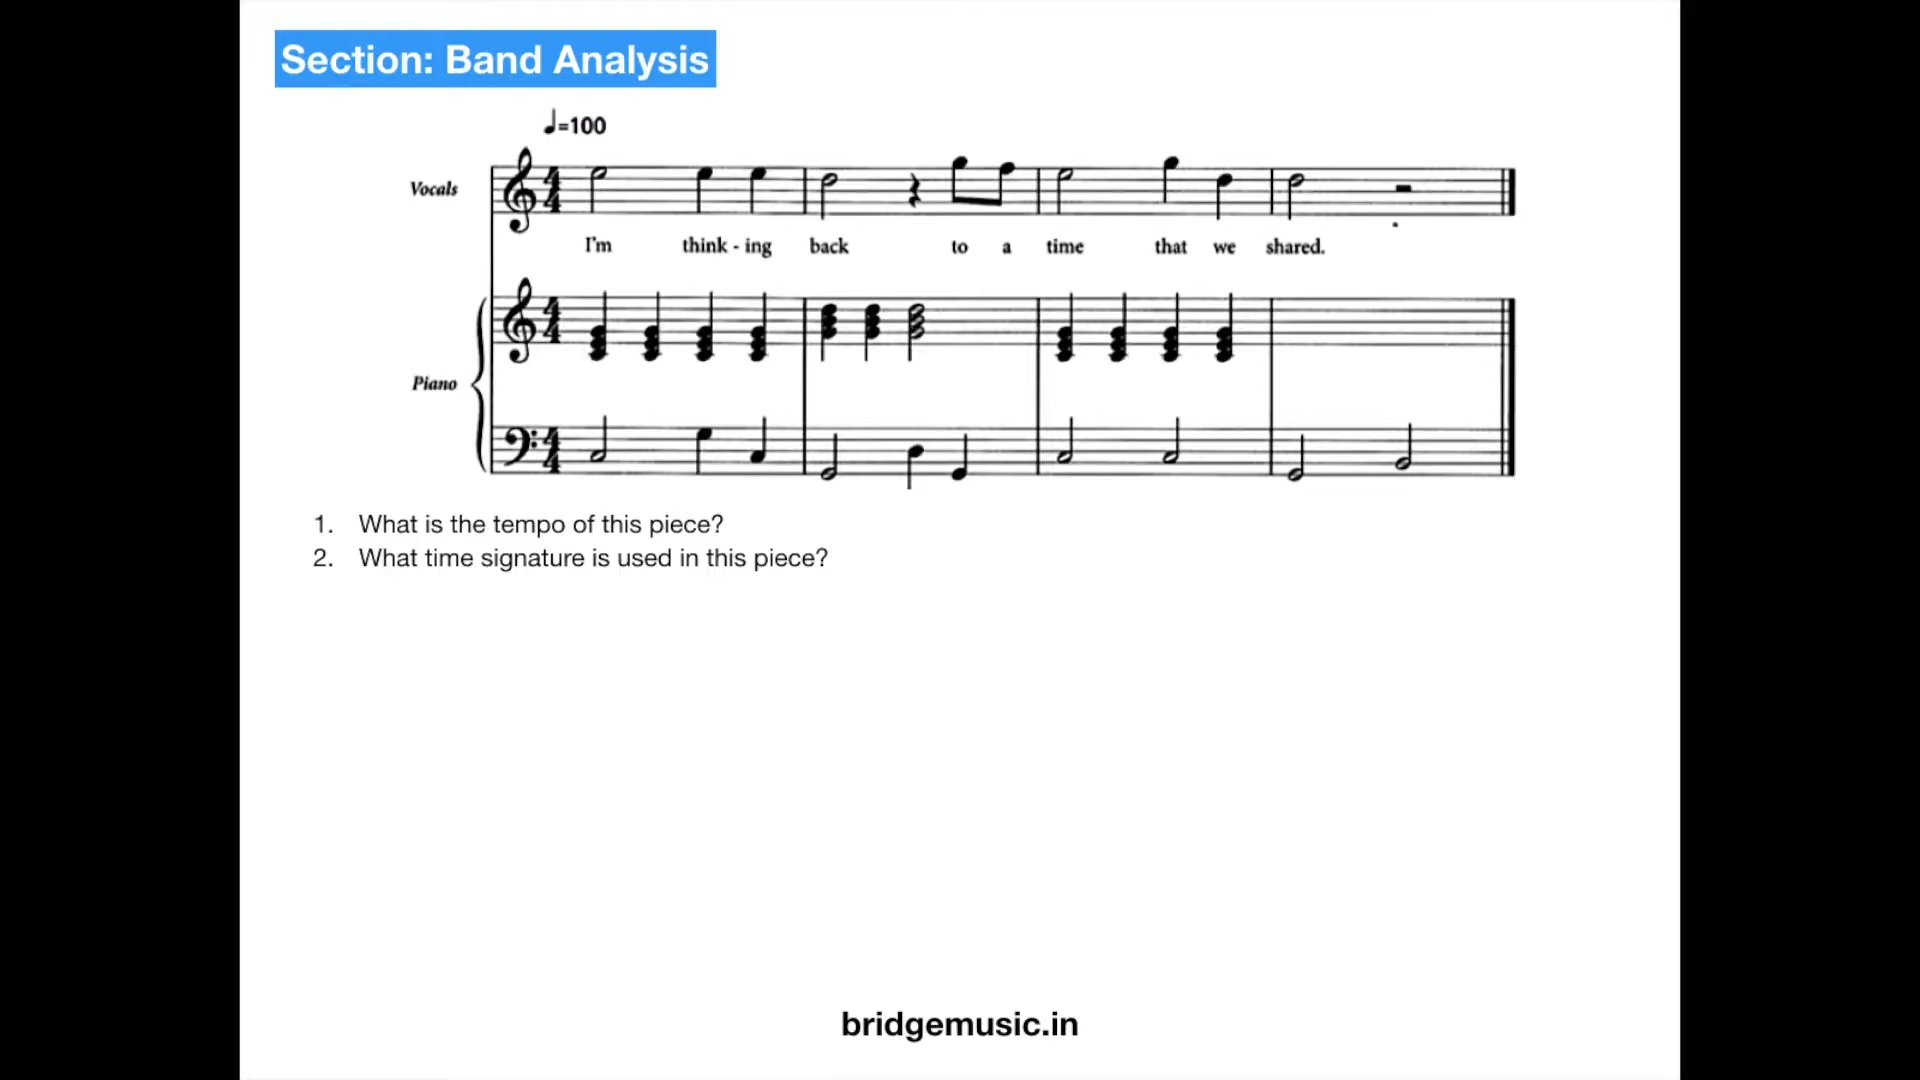 Section: Band Analysis
♩=100
Vocals
I'm think - ing back to a time that we shared.
Piano
1. What is the tempo of this piece?
2. What time signature is used in this piece?
bridgemusic.in